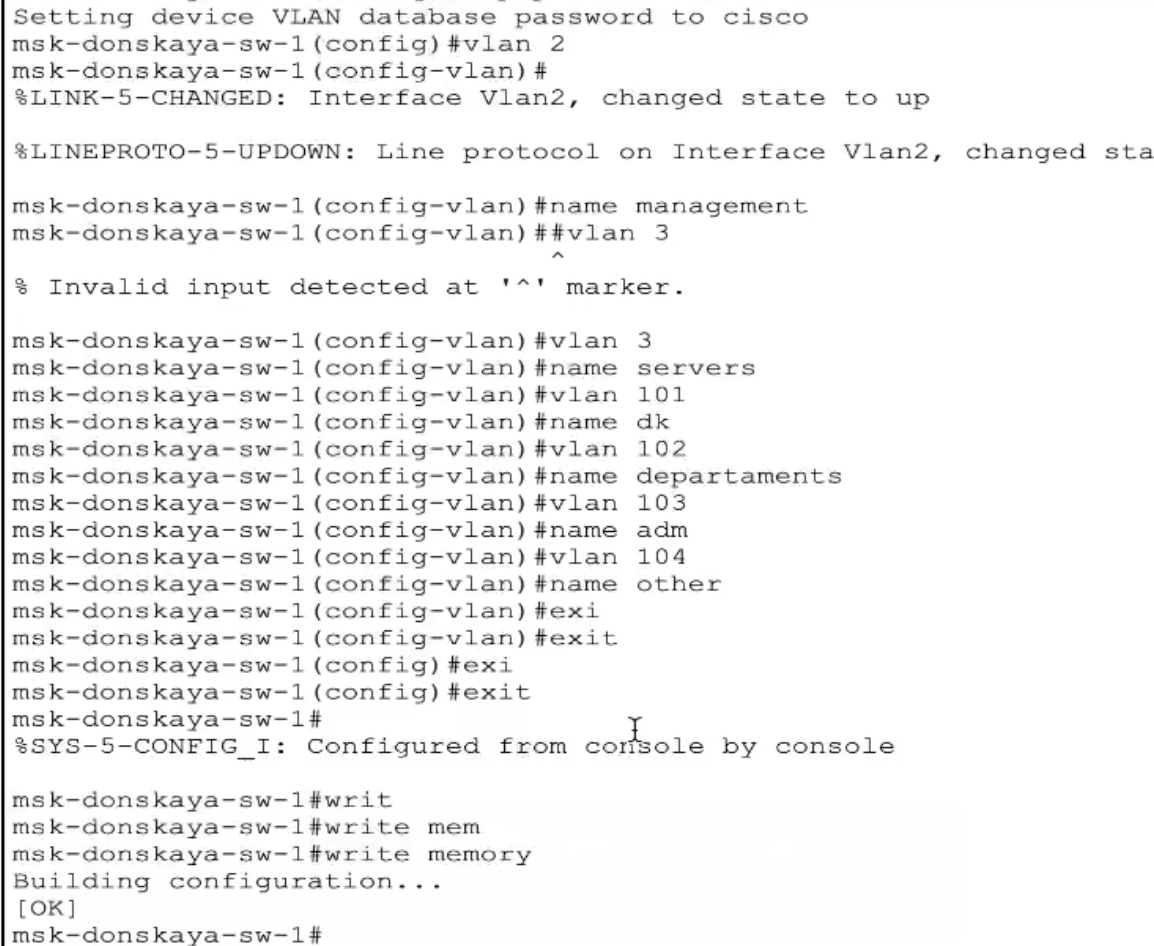 Setting device VLAN database password to cisco
msk-donskaya-sw-1(config)#vlan 2
msk-donskaya-sw-1(config-vlan)#
%LINK-5-CHANGED: Interface Vlan2, changed state to up
%LINEPROTO-5-UPDOWN: Line protocol on Interface Vlan2, changed sta
msk-donskaya-sw-1(config-vlan)#name management
msk-donskaya-sw-1(config-vlan)##vlan 3
^
% Invalid input detected at '^' marker.
msk-donskaya-sw-1(config-vlan)#vlan 3
msk-donskaya-sw-1(config-vlan)#name servers
msk-donskaya-sw-1(config-vlan)#vlan 101
msk-donskaya-sw-1(config-vlan)#name dk
msk-donskaya-sw-1(config-vlan)#vlan 102
msk-donskaya-sw-1(config-vlan)#name departaments
msk-donskaya-sw-1(config-vlan)#vlan 103
msk-donskaya-sw-1(config-vlan)#name adm
msk-donskaya-sw-1(config-vlan)#vlan 104
msk-donskaya-sw-1(config-vlan)#name other
msk-donskaya-sw-1(config-vlan)#exi
msk-donskaya-sw-1(config-vlan)#exit
msk-donskaya-sw-1(config)#exi
msk-donskaya-sw-1(config)#exit
msk-donskaya-sw-1#
%SYS-5-CONFIG_I: Configured from console by console
msk-donskaya-sw-1#writ
msk-donskaya-sw-1#write mem
msk-donskaya-sw-1#write memory
Building configuration...
[OK]
msk-donskaya-sw-1#